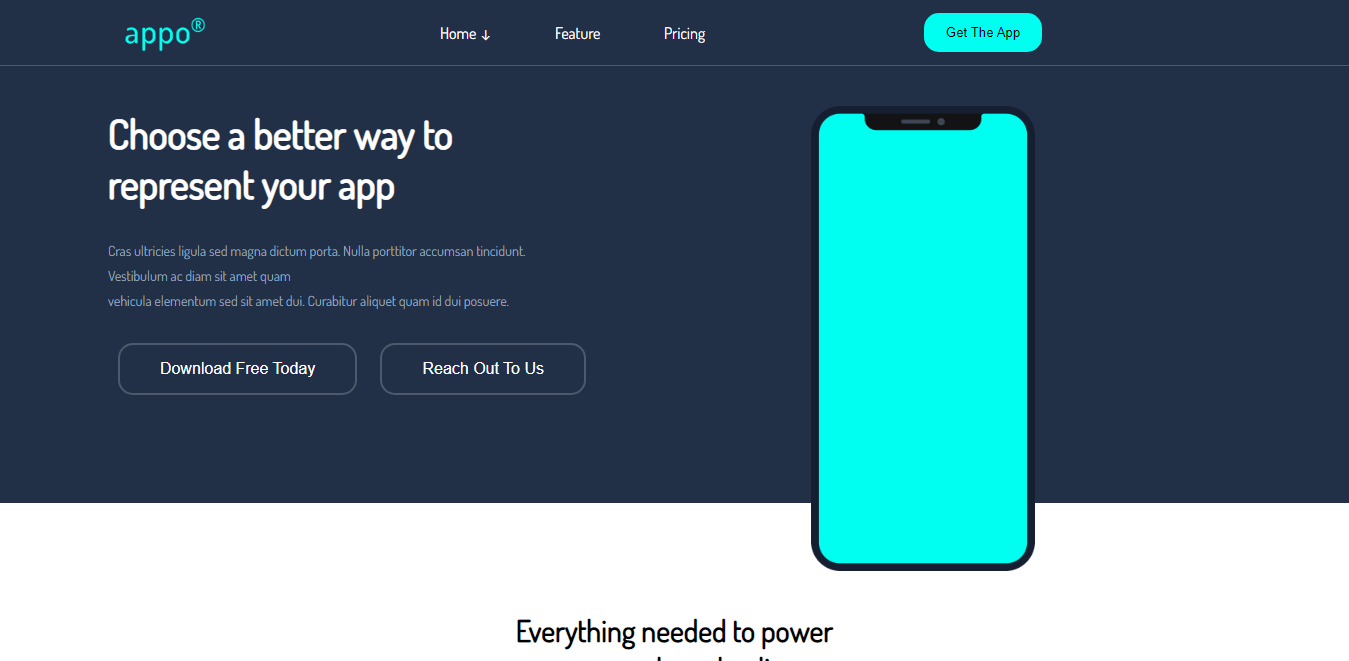 appo®
Home ↓
Feature
Pricing
Get The App
Choose a better way to
represent your app
Cras ultricies ligula sed magna dictum porta. Nulla porttitor accumsan tincidunt.
Vestibulum ac diam sit amet quam
vehicula elementum sed sit amet dui. Curabitur aliquet quam id dui posuere.
Download Free Today
Reach Out To Us
Everything needed to power